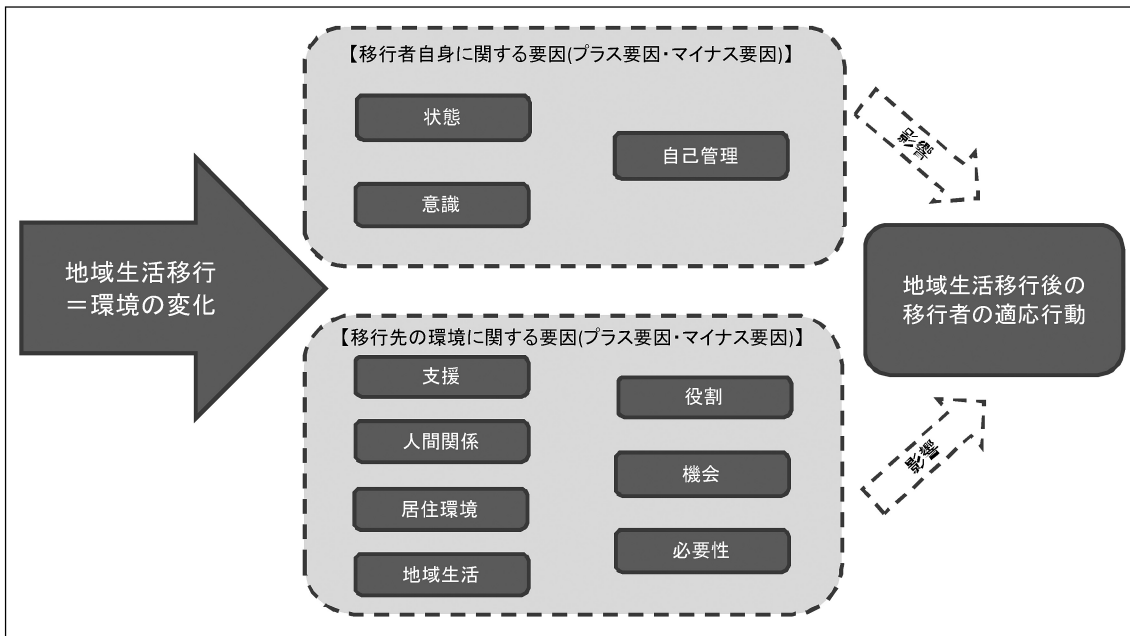 地域生活移行
＝環境の変化
【移行者自身に関する要因(プラス要因・マイナス要因)】
状態
意識
自己管理
【移行先の環境に関する要因(プラス要因・マイナス要因)】
支援
人間関係
居住環境
地域生活
役割
機会
必要性
影響
影響
地域生活移行後の
移行者の適応行動